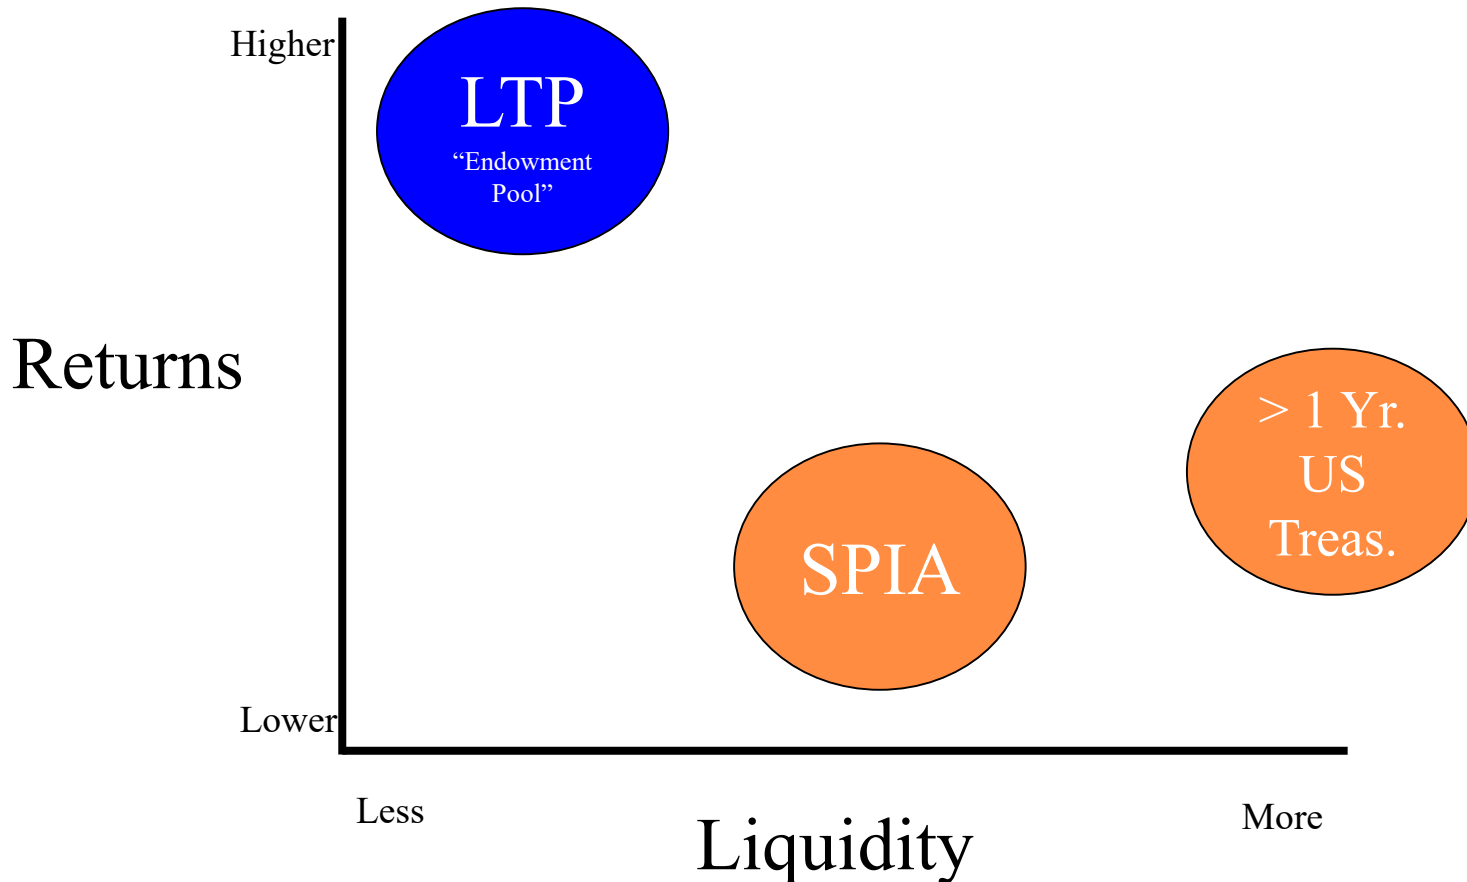 Higher
LTP
“Endowment
Pool”
Returns
> 1 Yr.
US
Treas.
SPIA
Lower
Less
More
Liquidity